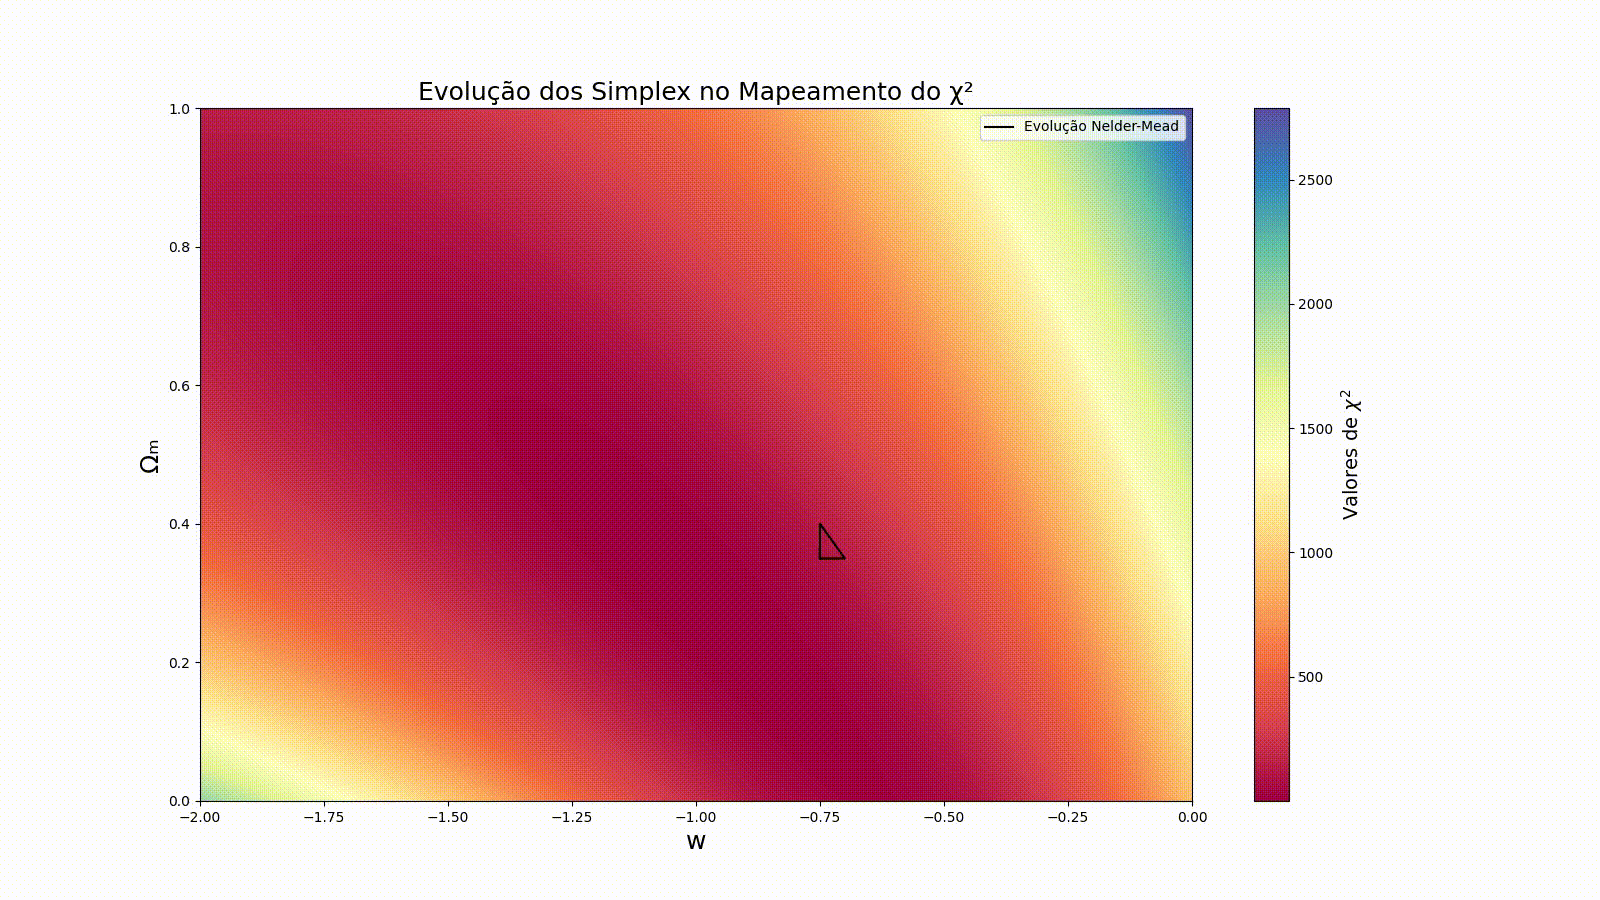 Evolução dos Simplex no Mapeamento do χ²
Evolução Nelder-Mead
1.0
0.8
0.6
0.4
0.2
0.0
Ωₘ
−2.00 −1.75 −1.50 −1.25 −1.00 −0.75 −0.50 −0.25 0.00
w
2500
2000
1500
1000
500
Valores de χ²